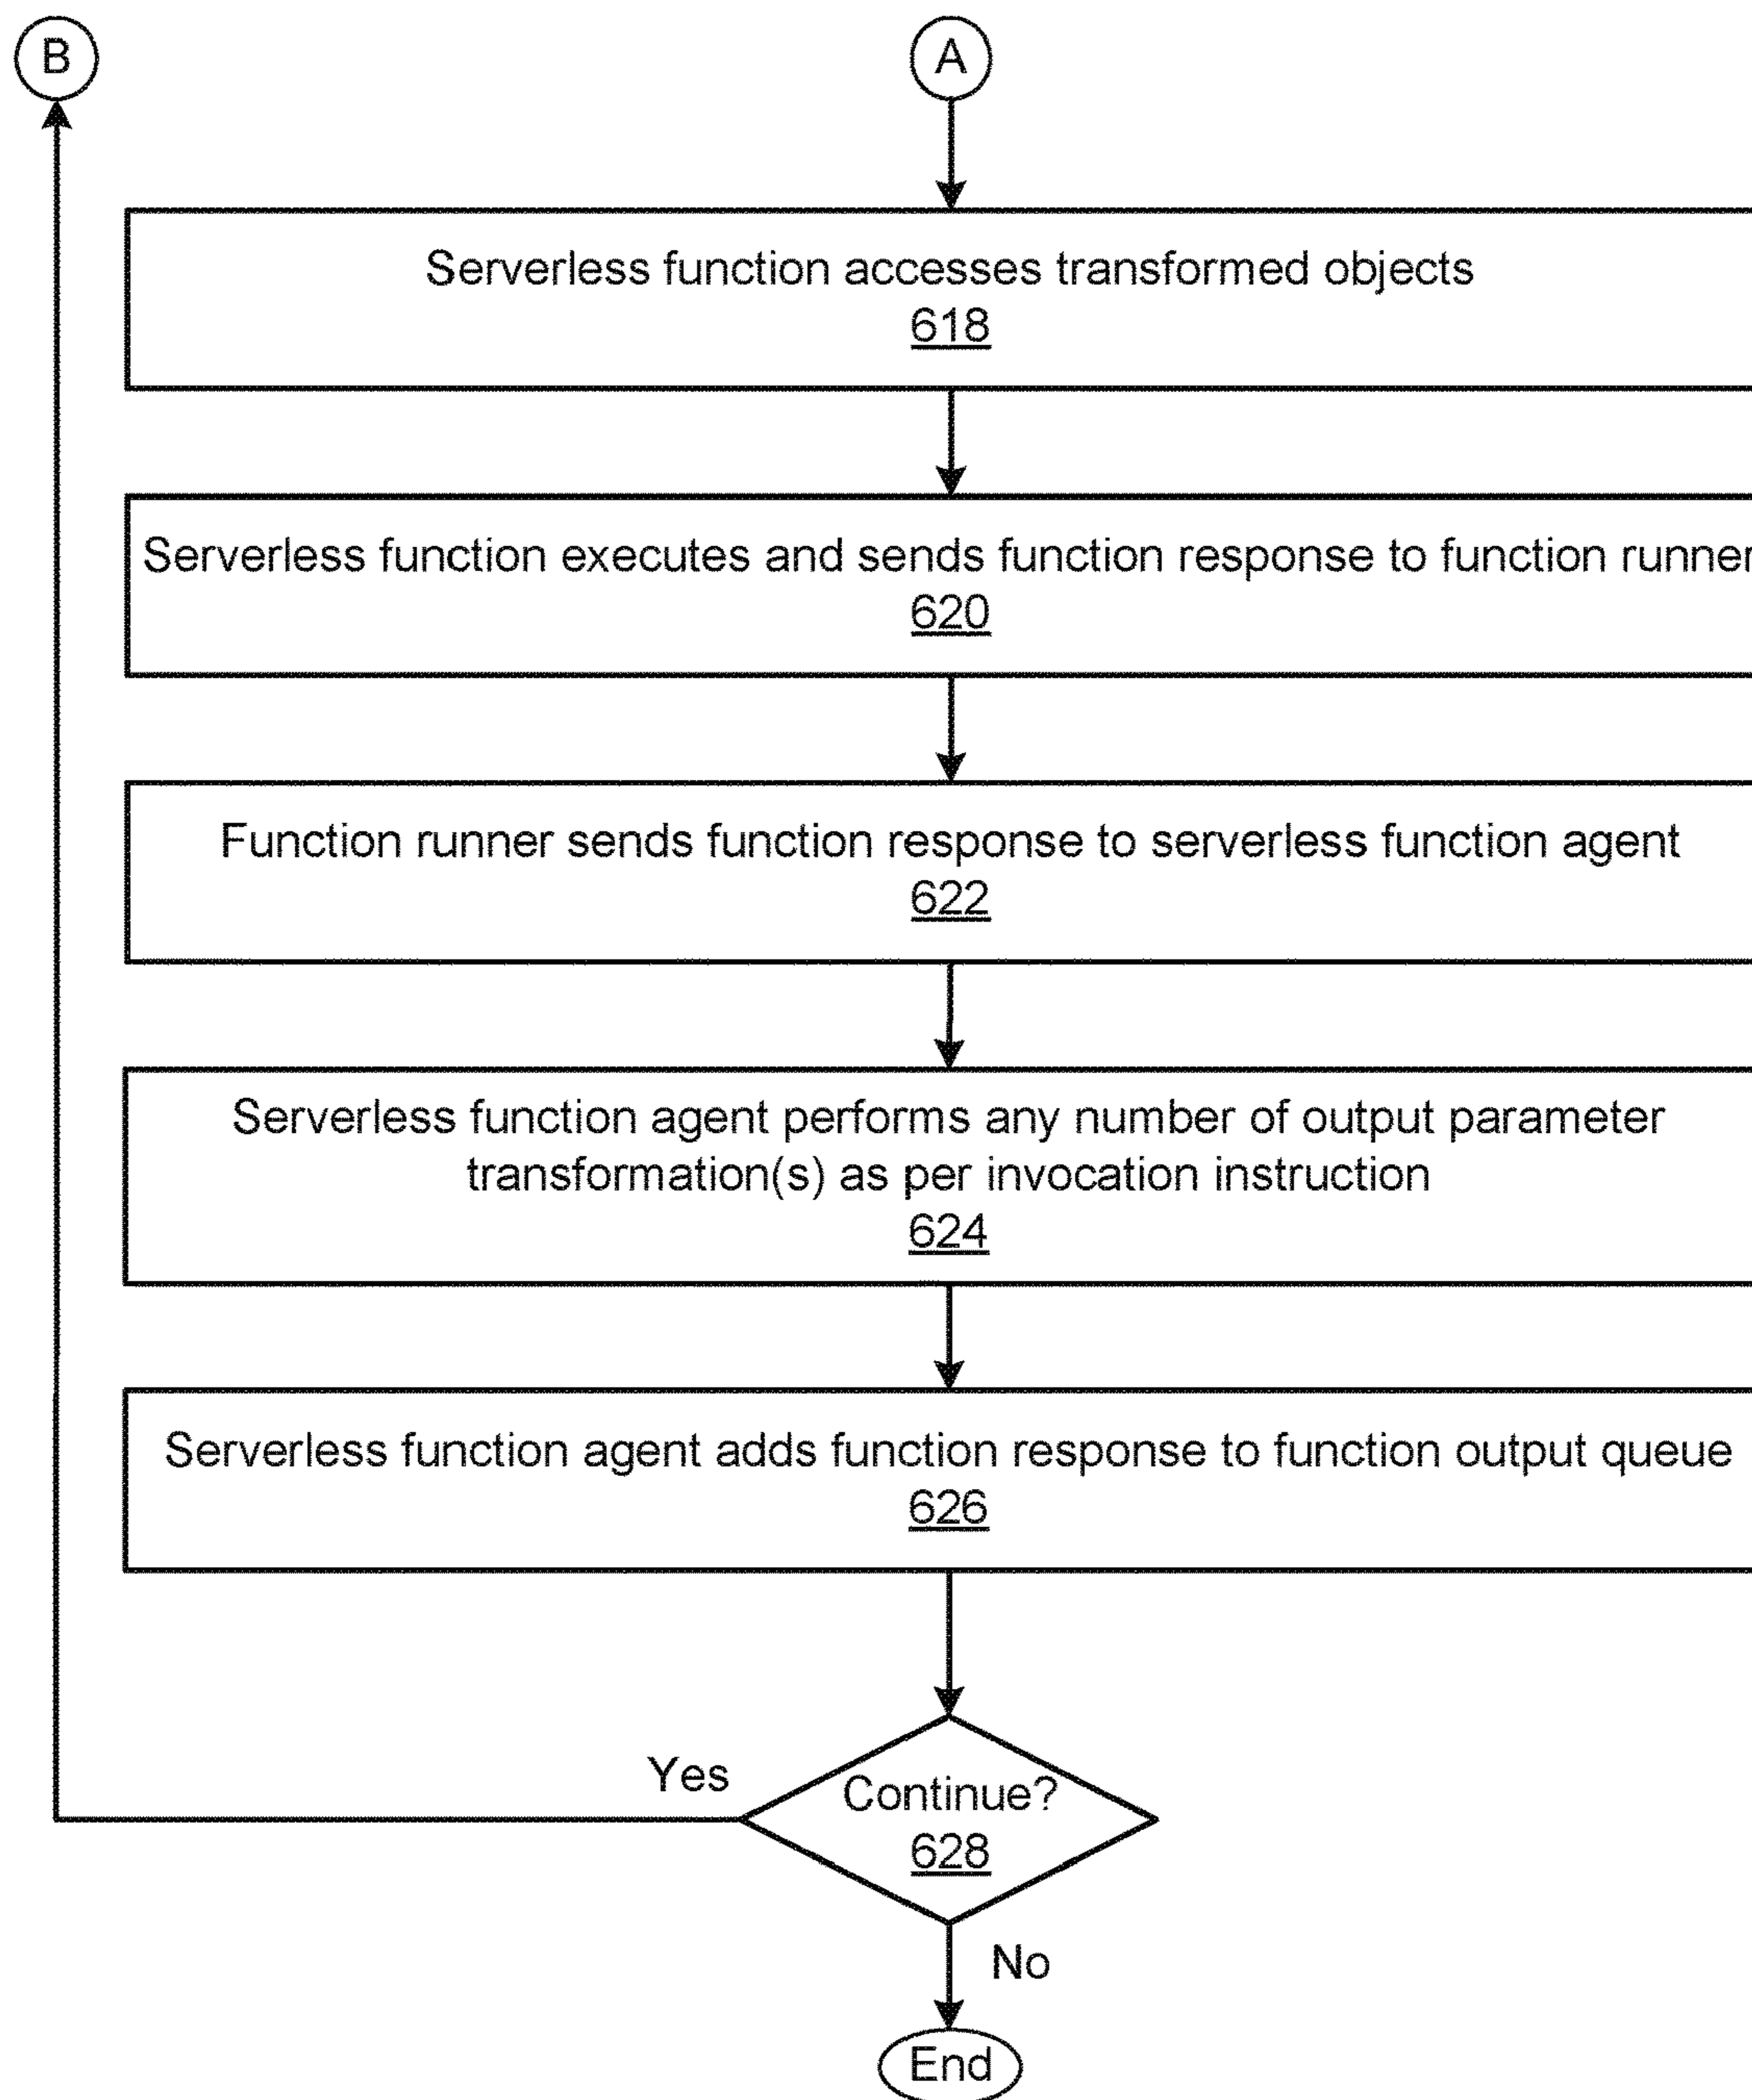 B
A
Serverless function accesses transformed objects
618
Serverless function executes and sends function response to function runner
620
Function runner sends function response to serverless function agent
622
Serverless function agent performs any number of output parameter
transformation(s) as per invocation instruction
624
Serverless function agent adds function response to function output queue
626
Yes
Continue?
628
No
End